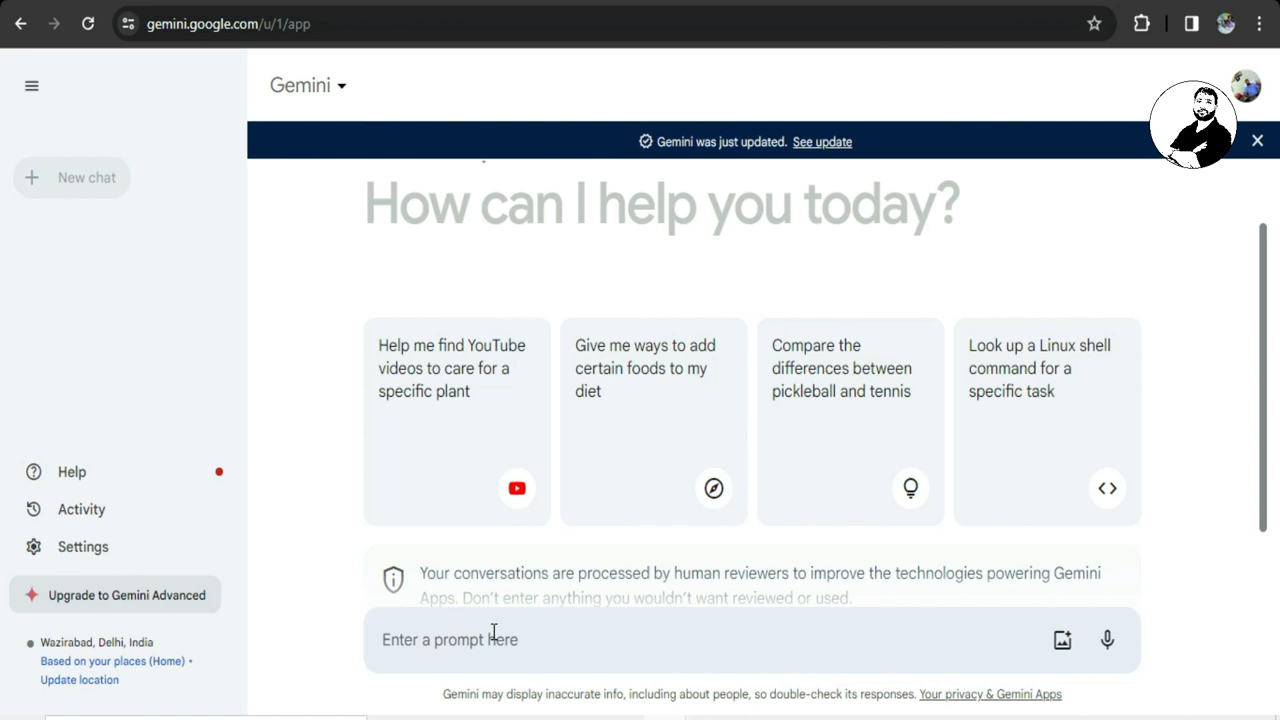 gemini.google.com/u/1/app
Gemini
Gemini was just updated. See update
New chat
How can I help you today?
Help me find YouTube
videos to care for a
specific plant
Give me ways to add
certain foods to my
diet
Compare the
differences between
pickleball and tennis
Look up a Linux shell
command for a
specific task
Help
Activity
Settings
Upgrade to Gemini Advanced
Wazirabad, Delhi, India
Based on your places (Home) •
Update location
Your conversations are processed by human reviewers to improve the technologies powering Gemini
Apps. Don't enter anything you wouldn't want reviewed or used.
Enter a prompt here
Gemini may display inaccurate info, including about people, so double-check its responses. Your privacy & Gemini Apps